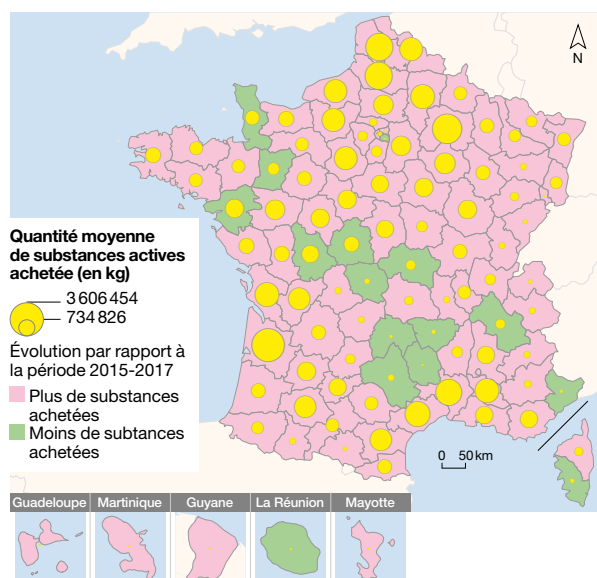 N
Quantité moyenne
de substances actives
achetée (en kg)
3 606 454
734 826
Évolution par rapport à
la période 2015-2017
Plus de substances
achetées
Moins de subtances
achetées
0 50 km
Guadeloupe Martinique Guyane La Réunion Mayotte